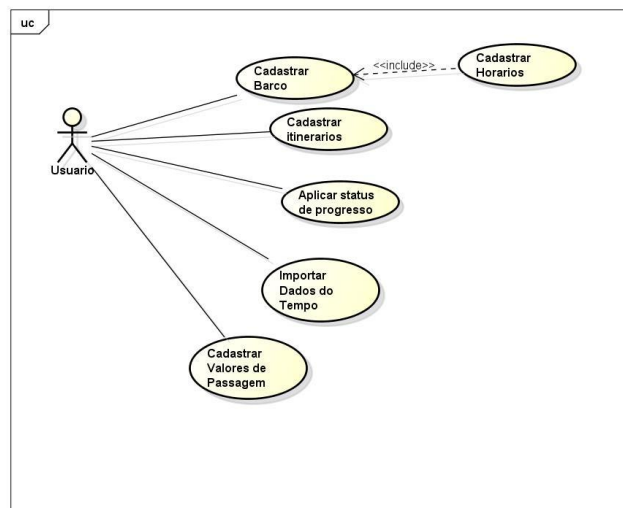 uc
Cadastrar
Barco
<<include>>
Cadastrar
Horarios
Cadastrar
itinerarios
Usuario
Aplicar status
de progresso
Importar
Dados do
Tempo
Cadastrar
Valores de
Passagem